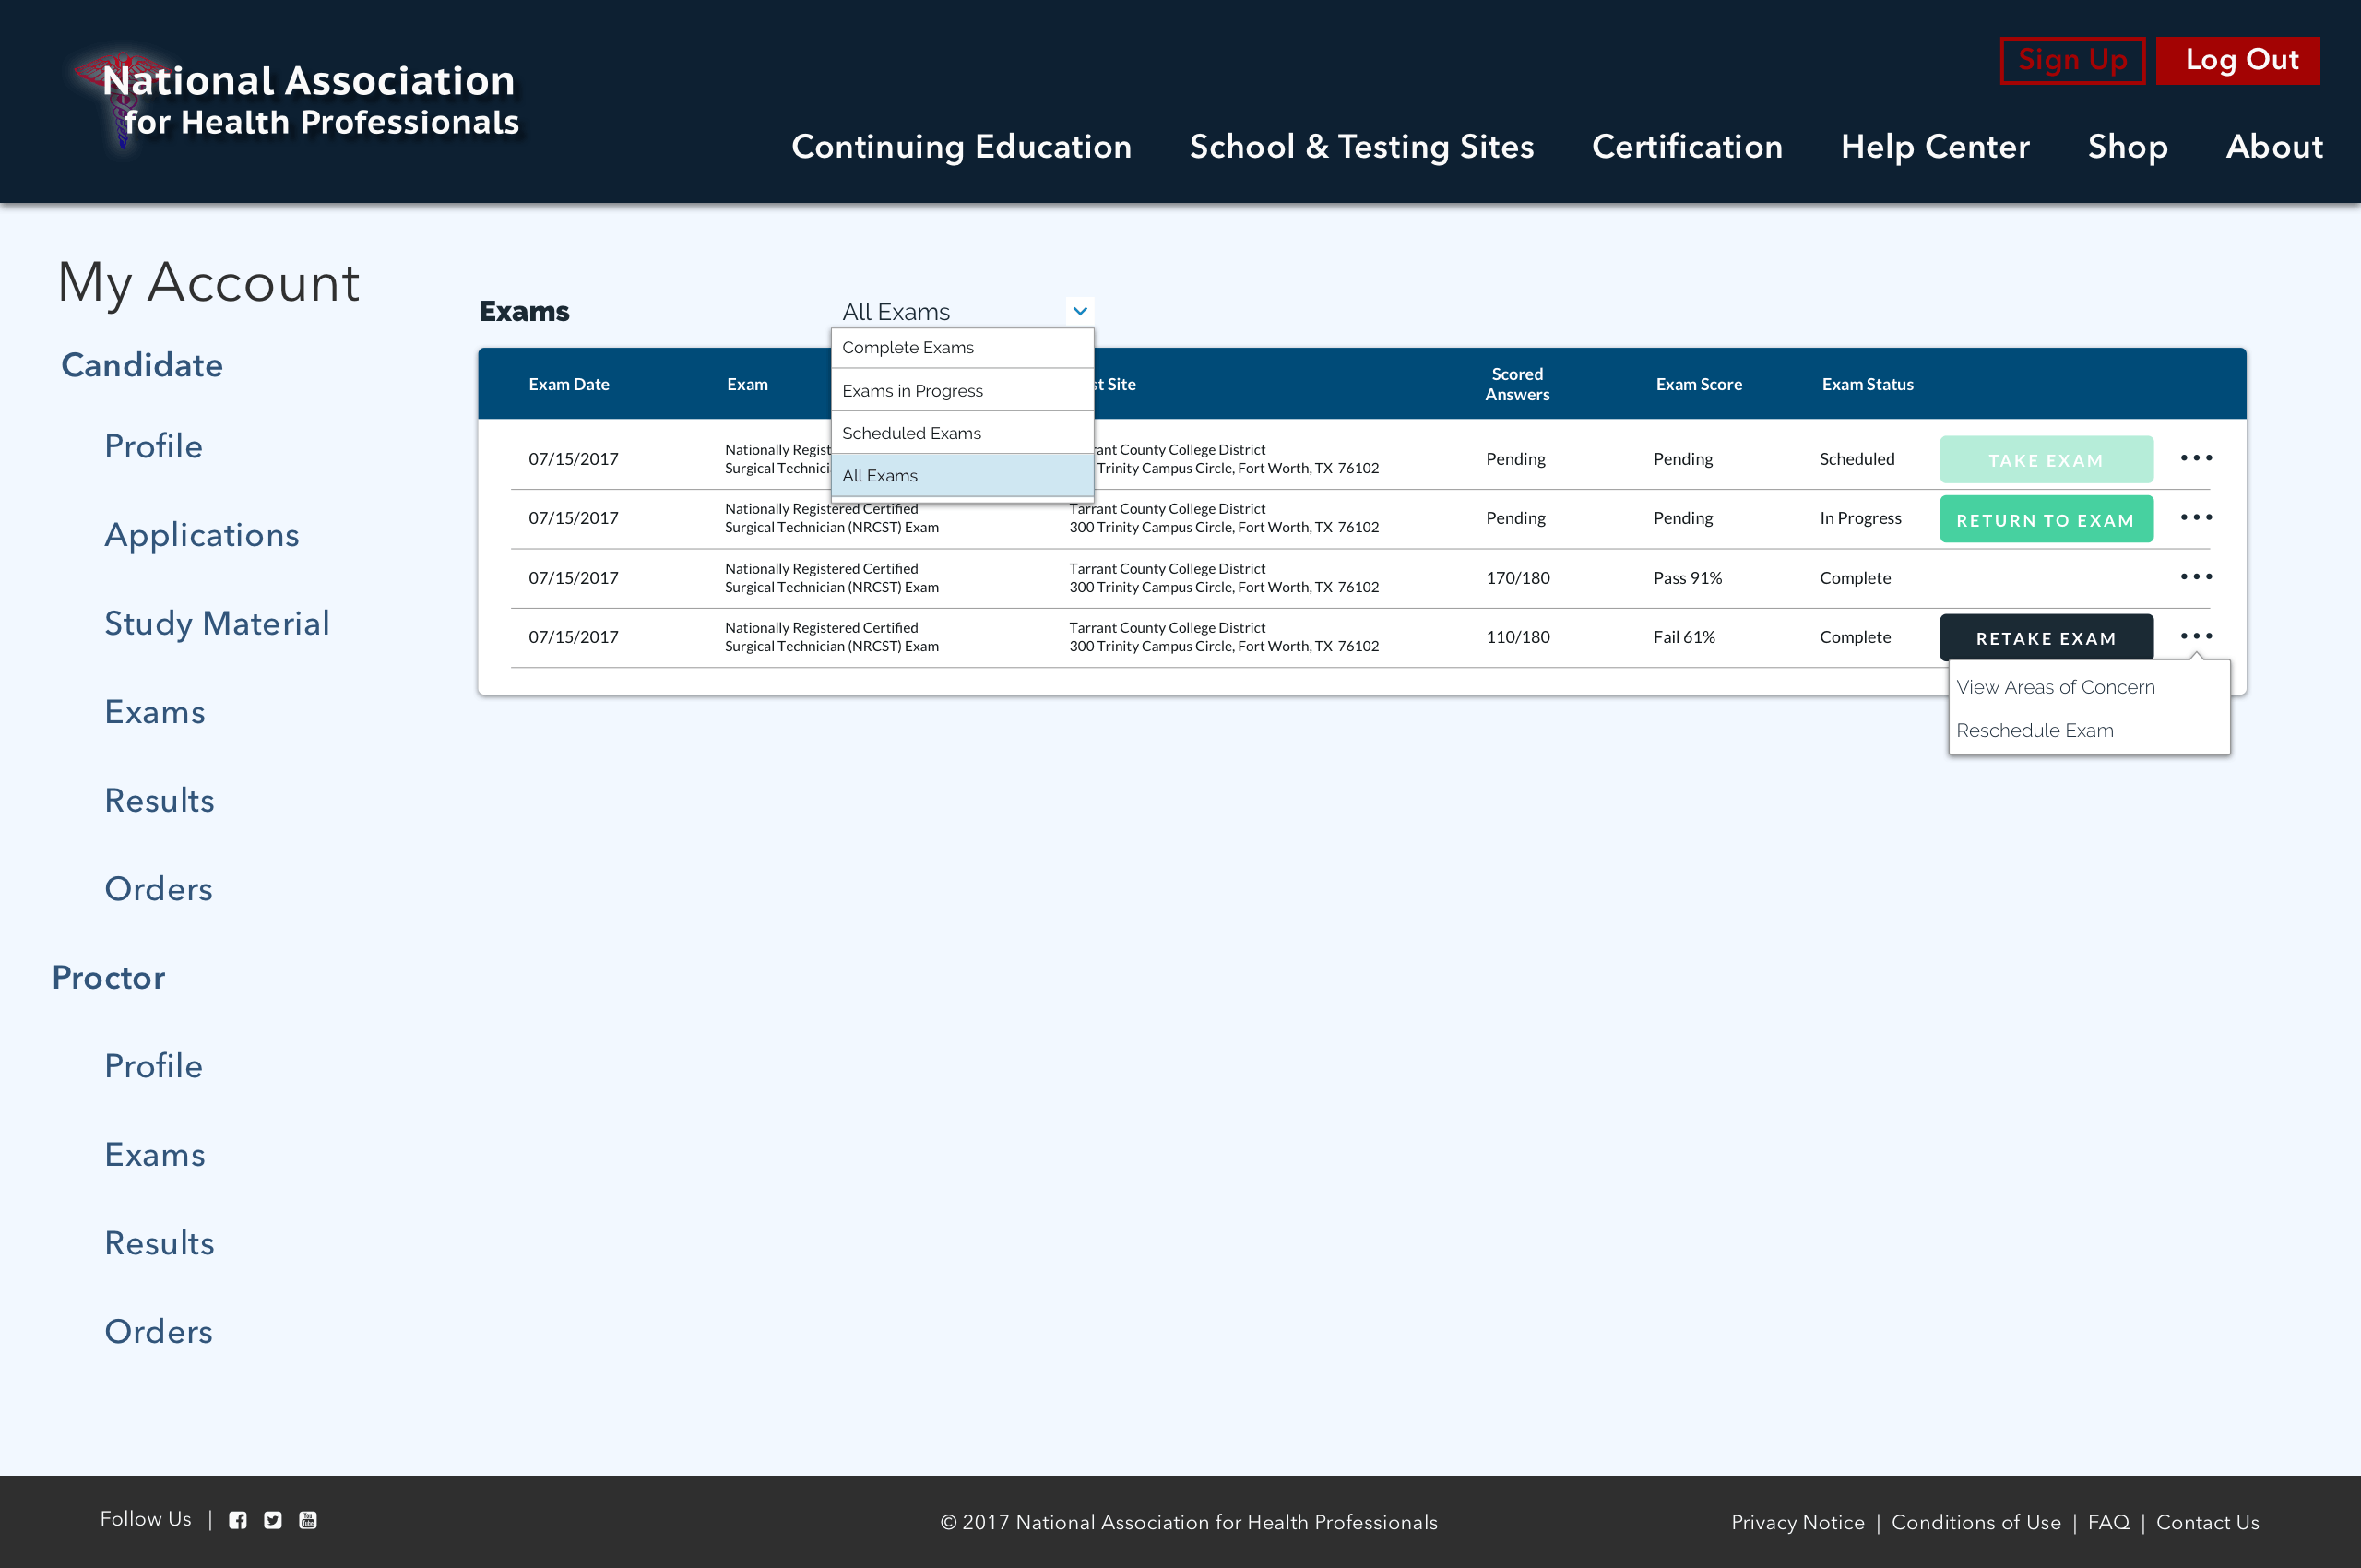 National Association
for Health Professionals
Sign Up
Log Out
Continuing Education
School & Testing Sites
Certification
Help Center
Shop
About
My Account
Candidate
Profile
Applications
Study Material
Exams
Results
Orders
Proctor
Profile
Exams
Results
Orders
Exams
All Exams
Complete Exams
Exams in Progress
Scheduled Exams
All Exams
Exam Date
Exam
Site
Scored
Answers
Exam Score
Exam Status
07/15/2017
Nationally
Surgical
County College District
Trinity Campus Circle, Fort Worth, TX 76102
Pending
Pending
Scheduled
TAKE EXAM
07/15/2017
Nationally Registered Certified
Surgical Technician (NRCST) Exam
Tarrant County College District
300 Trinity Campus Circle, Fort Worth, TX 76102
Pending
Pending
In Progress
RETURN TO EXAM
07/15/2017
Nationally Registered Certified
Surgical Technician (NRCST) Exam
Tarrant County College District
300 Trinity Campus Circle, Fort Worth, TX 76102
170/180
Pass 91%
Complete
07/15/2017
Nationally Registered Certified
Surgical Technician (NRCST) Exam
Tarrant County College District
300 Trinity Campus Circle, Fort Worth, TX 76102
110/180
Fail 61%
Complete
RETAKE EXAM
View Areas of Concern
Reschedule Exam
Follow Us |
You
Tube
© 2017 National Association for Health Professionals
Privacy Notice | Conditions of Use | FAQ | Contact Us